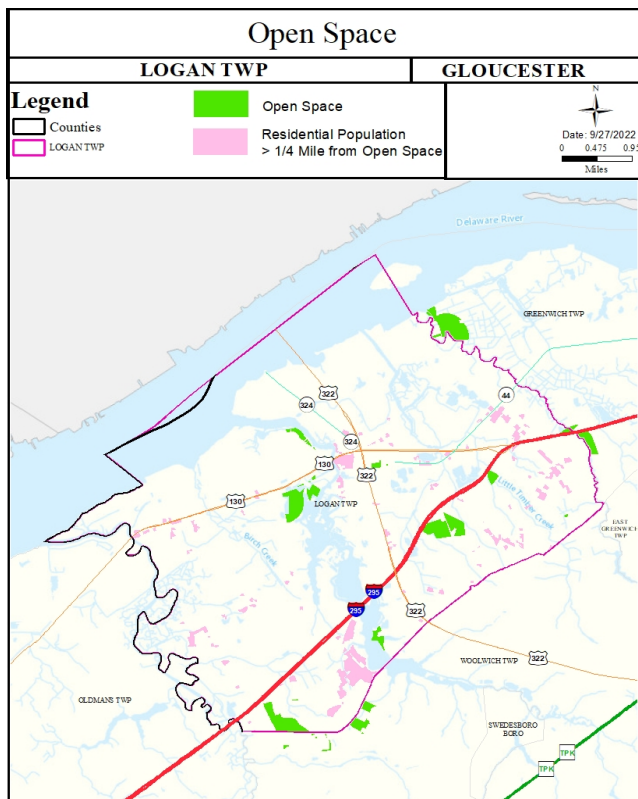 Open Space
LOGAN TWP
GLOUCESTER
Legend
Counties
LOGAN TWP
Open Space
Residential Population
> 1/4 Mile from Open Space
N
Date: 9/27/2022
0 0.475 0.95
Miles
Delaware River
GREENWICH TWP
322
324
44
324
130
322
130
LOGAN TWP
Little Timber Creek
EAST
GREENWICH
TWP
Birch Creek
295
295
322
WOOLWICH TWP
322
OLDMANS TWP
SWEDESBORO
BORO
TPK
TPK